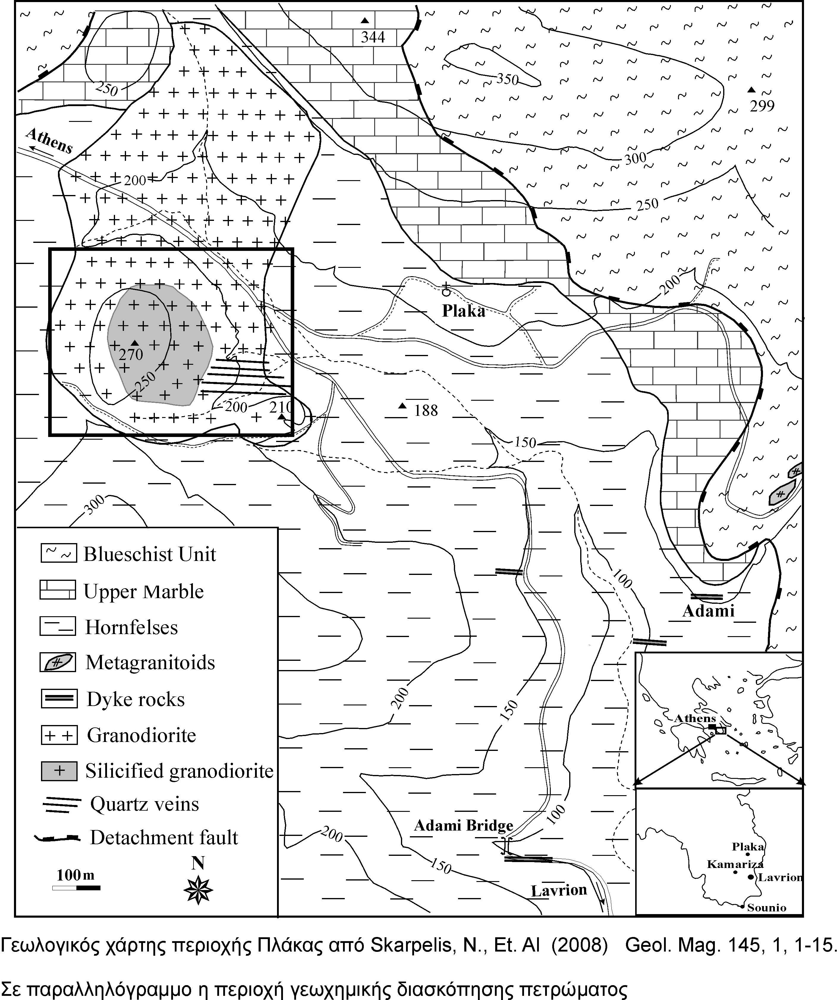 344
350
250
299
Athens
300
200
250
200
Plaka
270
250
200
210
188
150
300
100
Adami
200
150
200
100
150
Adami Bridge
Lavrion
Blueschist Unit
Upper Marble
Hornfelses
Metagranitoids
Dyke rocks
Granodiorite
Silicified granodiorite
Quartz veins
Detachment fault
N
100 m
Athens
Plaka
Kamariza
Lavrion
Sounio
Γεωλογικός χάρτης περιοχής Πλάκας από Skarpelis, N., Et. Al (2008) Geol. Mag. 145, 1, 1-15.
Σε παραλληλόγραμμο η περιοχή γεωχημικής διασκόπησης πετρώματος